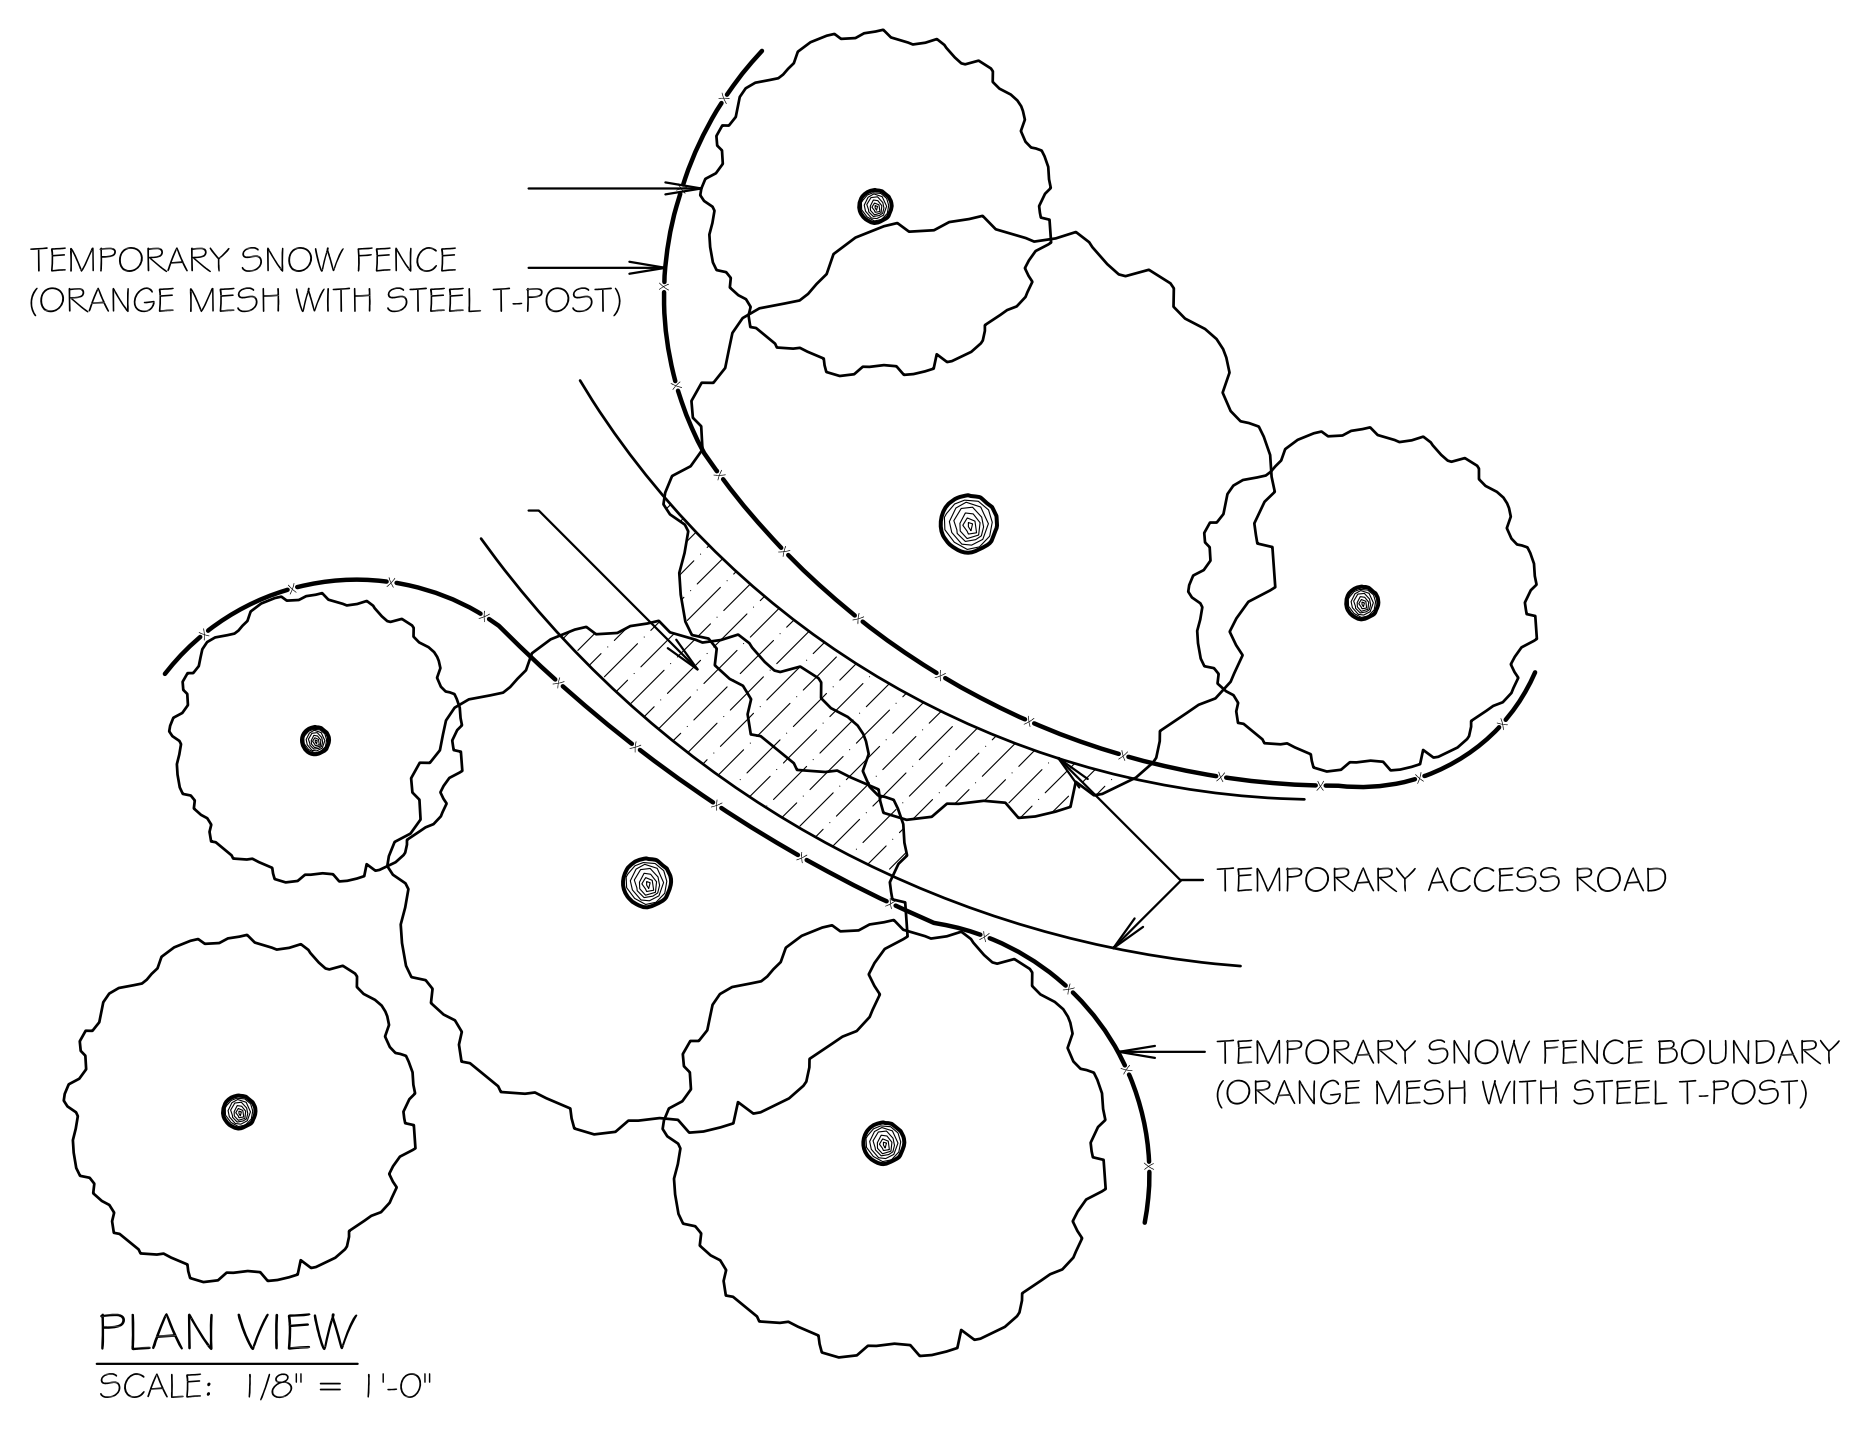 TEMPORARY SNOW FENCE
(ORANGE MESH WITH STEEL T-POST)
TEMPORARY ACCESS ROAD
TEMPORARY SNOW FENCE BOUNDARY
(ORANGE MESH WITH STEEL T-POST)
PLAN VIEW
SCALE: 1/8" = 1'-0"